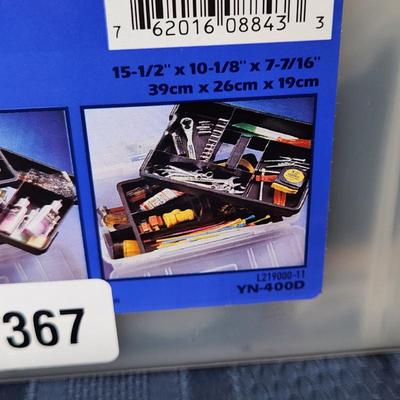 7 62016 08843 3
15-1/2" x 10-1/8" x 7-7/16"
39cm x 26cm x 19cm
L219000-11
YN-400D
367